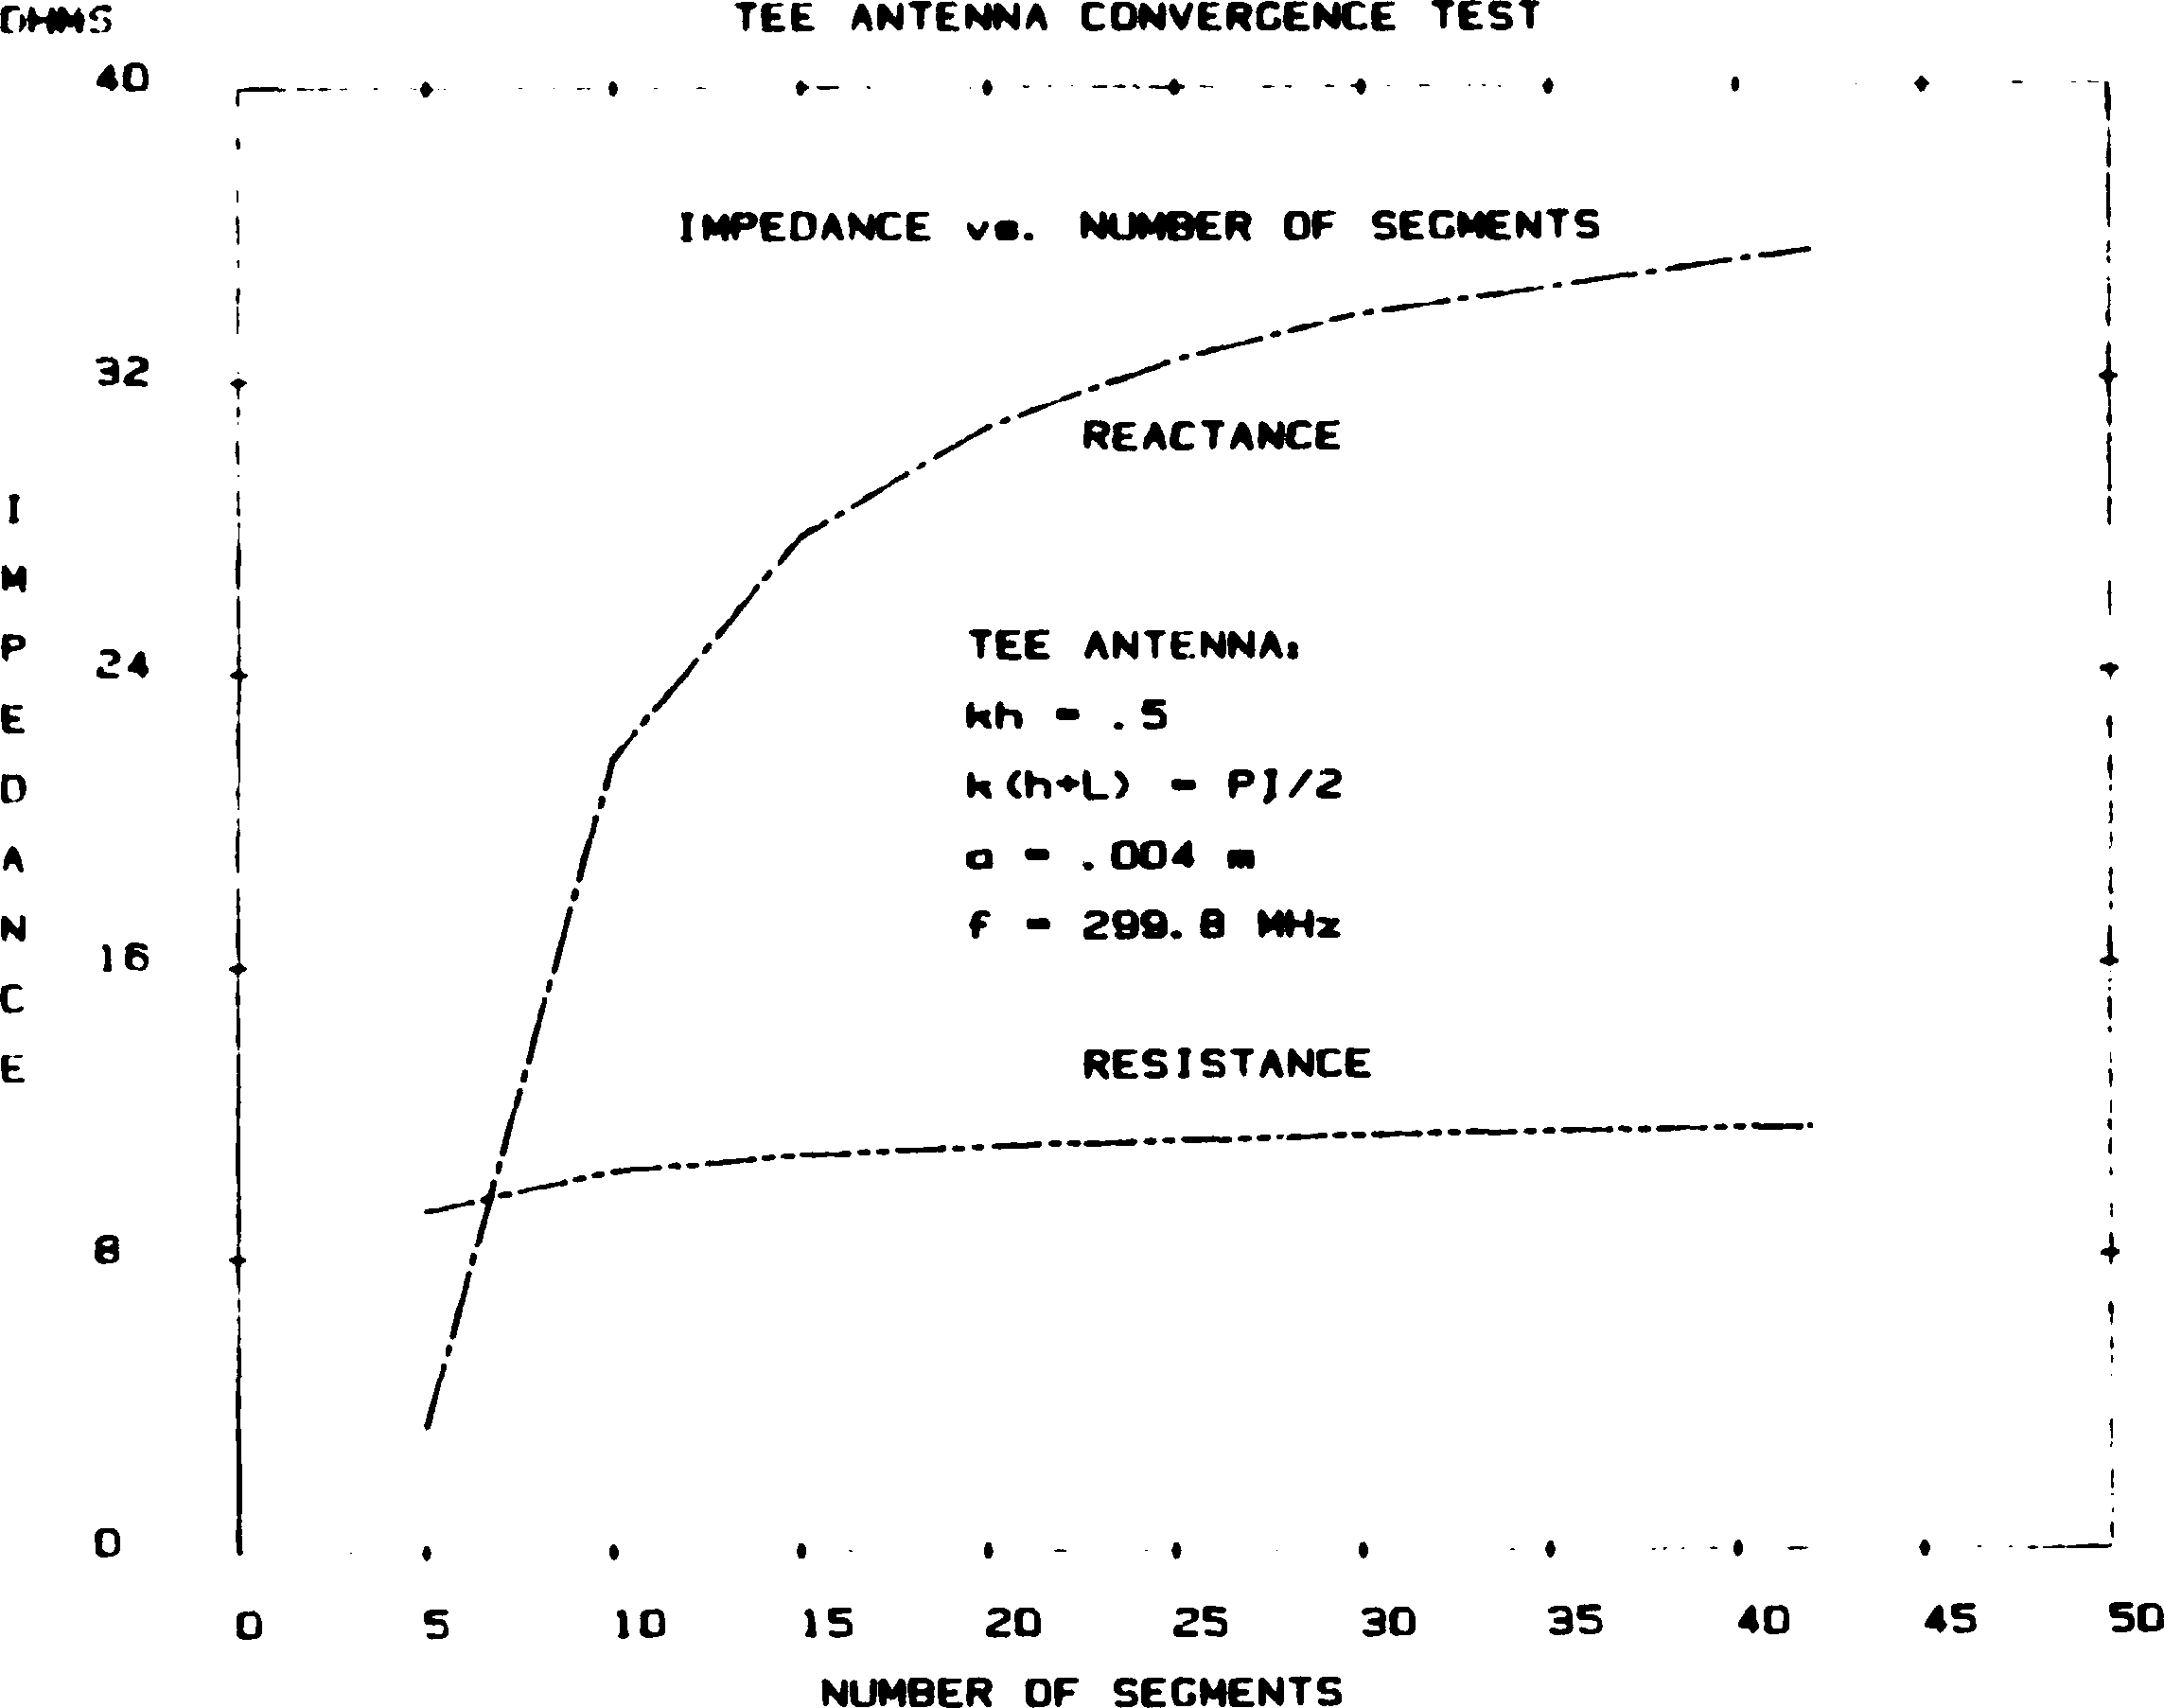 OHMS
TEE ANTENNA CONVERGENCE TEST
40
IMPEDANCE vs. NUMBER OF SEGMENTS
32
REACTANCE
IMPEDANCE
TEE ANTENNA:
24
kh = .5
k(h+L) = PI/2
a = .004 m
f = 299.8 MHz
16
RESISTANCE
8
0
0 5 10 15 20 25 30 35 40 45 50
NUMBER OF SEGMENTS